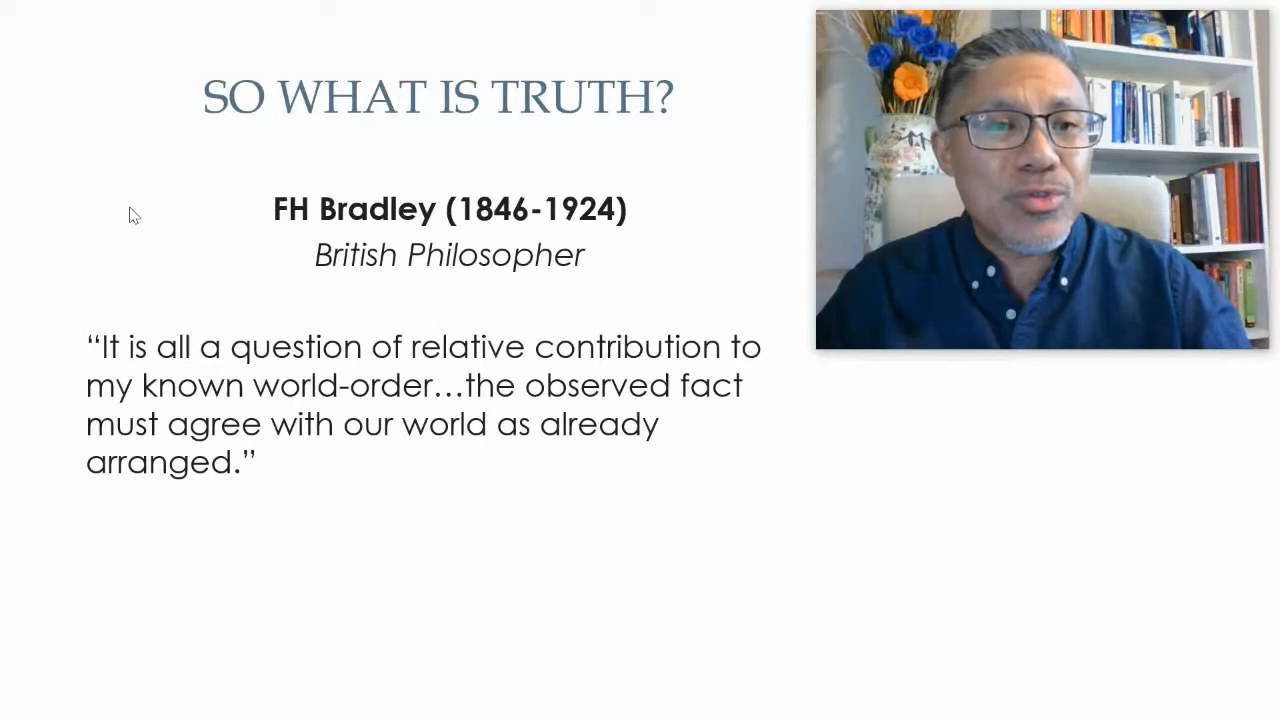 SO WHAT IS TRUTH?
FH Bradley (1846-1924)
British Philosopher
“It is all a question of relative contribution to
my known world-order…the observed fact
must agree with our world as already
arranged.”